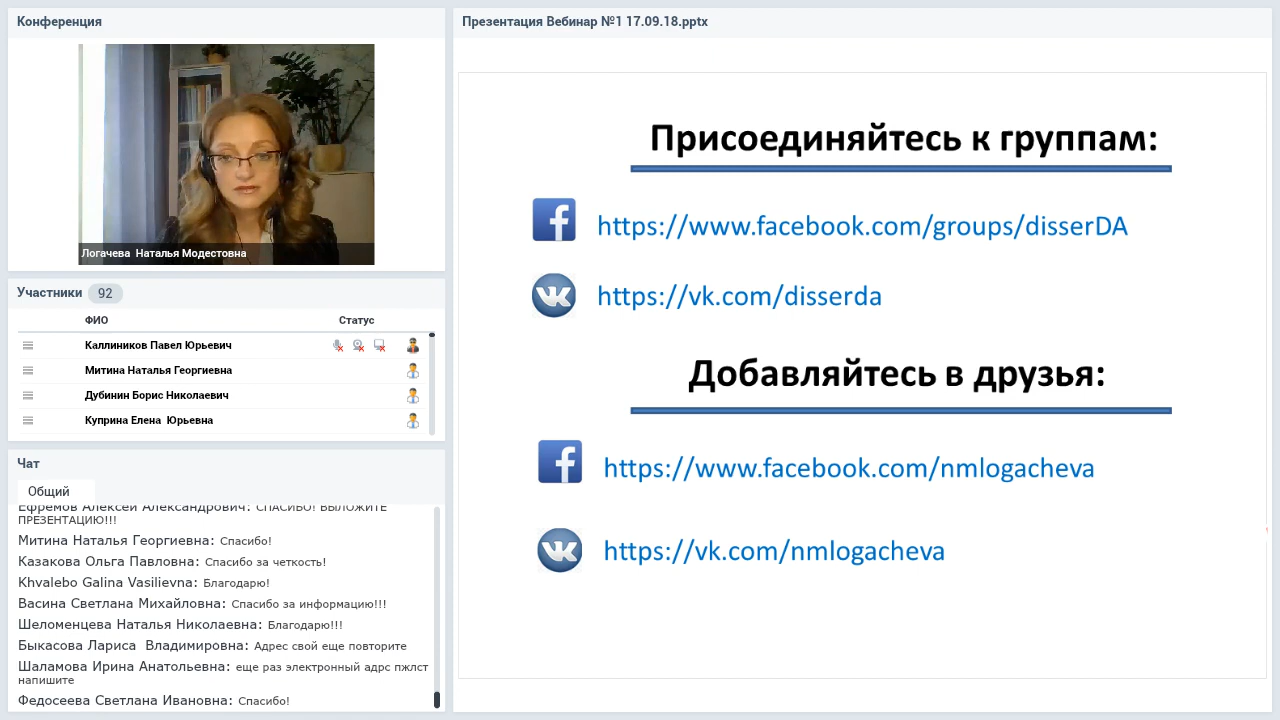 Конференция
Логачева  Наталья Модестовна
Участники 92
ФИО Статус
Каллиников Павел Юрьевич
Митина Наталья Георгиевна
Дубинин Борис Николаевич
Куприна Елена  Юрьевна
Чат
Общий
Ефремов Алексей Александрович: СПАСИБО! ВЫЛОЖИТЕ
ПРЕЗЕНТАЦИЮ!!!
Митина Наталья Георгиевна: Спасибо!
Казакова Ольга Павловна: Спасибо за четкость!
Khvalebo Galina Vasilievna: Благодарю!
Васина Светлана Михайловна: Спасибо за информацию!!!
Шеломенцева Наталья Николаевна: Благодарю!!!
Быкасова Лариса  Владимировна: Адрес свой еще повторите
Шаламова Ирина Анатольевна: еще раз электронный адрс пжлст
напишите
Федосеева Светлана Ивановна: Спасибо!
Презентация Вебинар №1 17.09.18.pptx
Присоединяйтесь к группам:
https://www.facebook.com/groups/disserDA
https://vk.com/disserda
Добавляйтесь в друзья:
https://www.facebook.com/nmlogacheva
https://vk.com/nmlogacheva